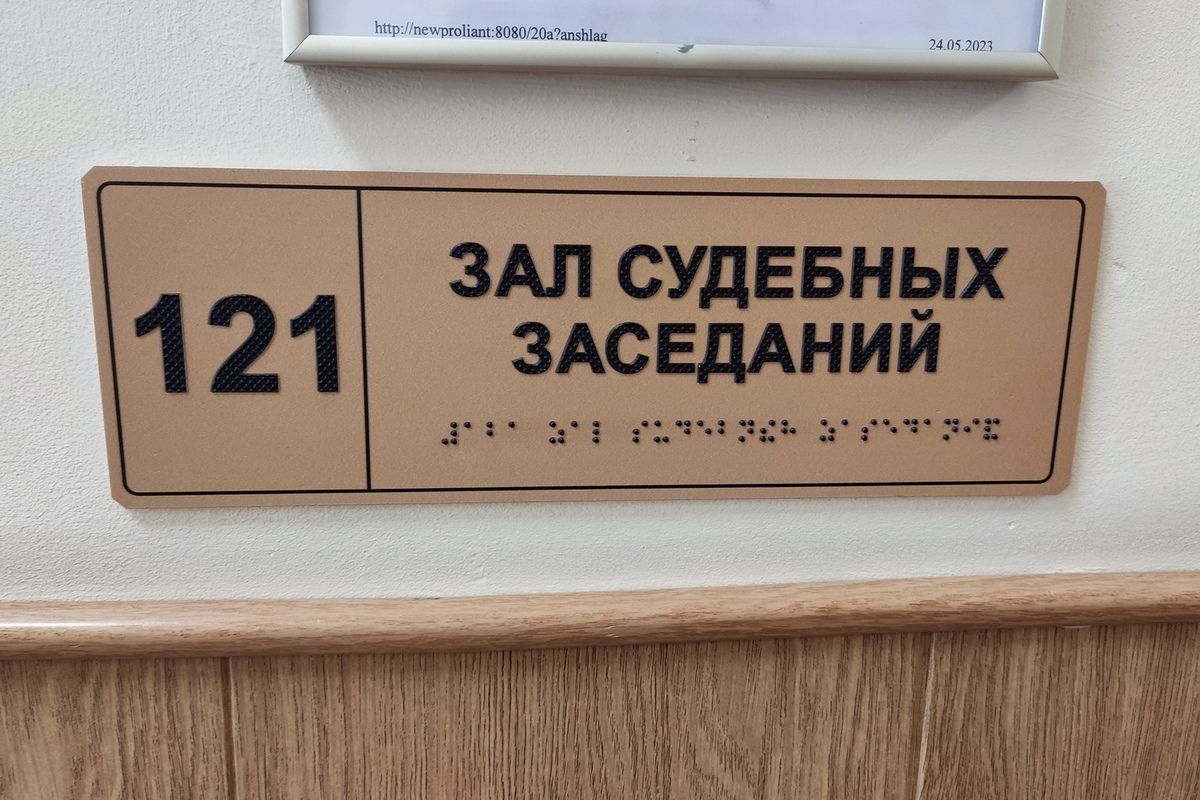 http://newproliant:8080/20a?anshlag
24.05.2023
121
ЗАЛ СУДЕБНЫХ
ЗАСЕДАНИЙ
⠼⠁⠃⠁ ⠵⠁⠇ ⠎⠥⠙⠑⠃⠝⠮⠓ ⠵⠁⠎⠑⠙⠁⠝⠊⠯